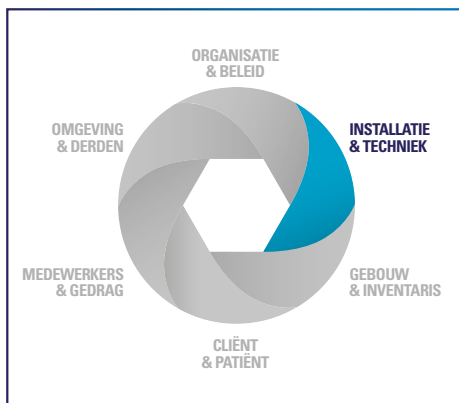 ORGANISATIE
& BELEID
INSTALLATIE
& TECHNIEK
GEBOUW
& INVENTARIS
CLIËNT
& PATIËNT
MEDEWERKERS
& GEDRAG
OMGEVING
& DERDEN